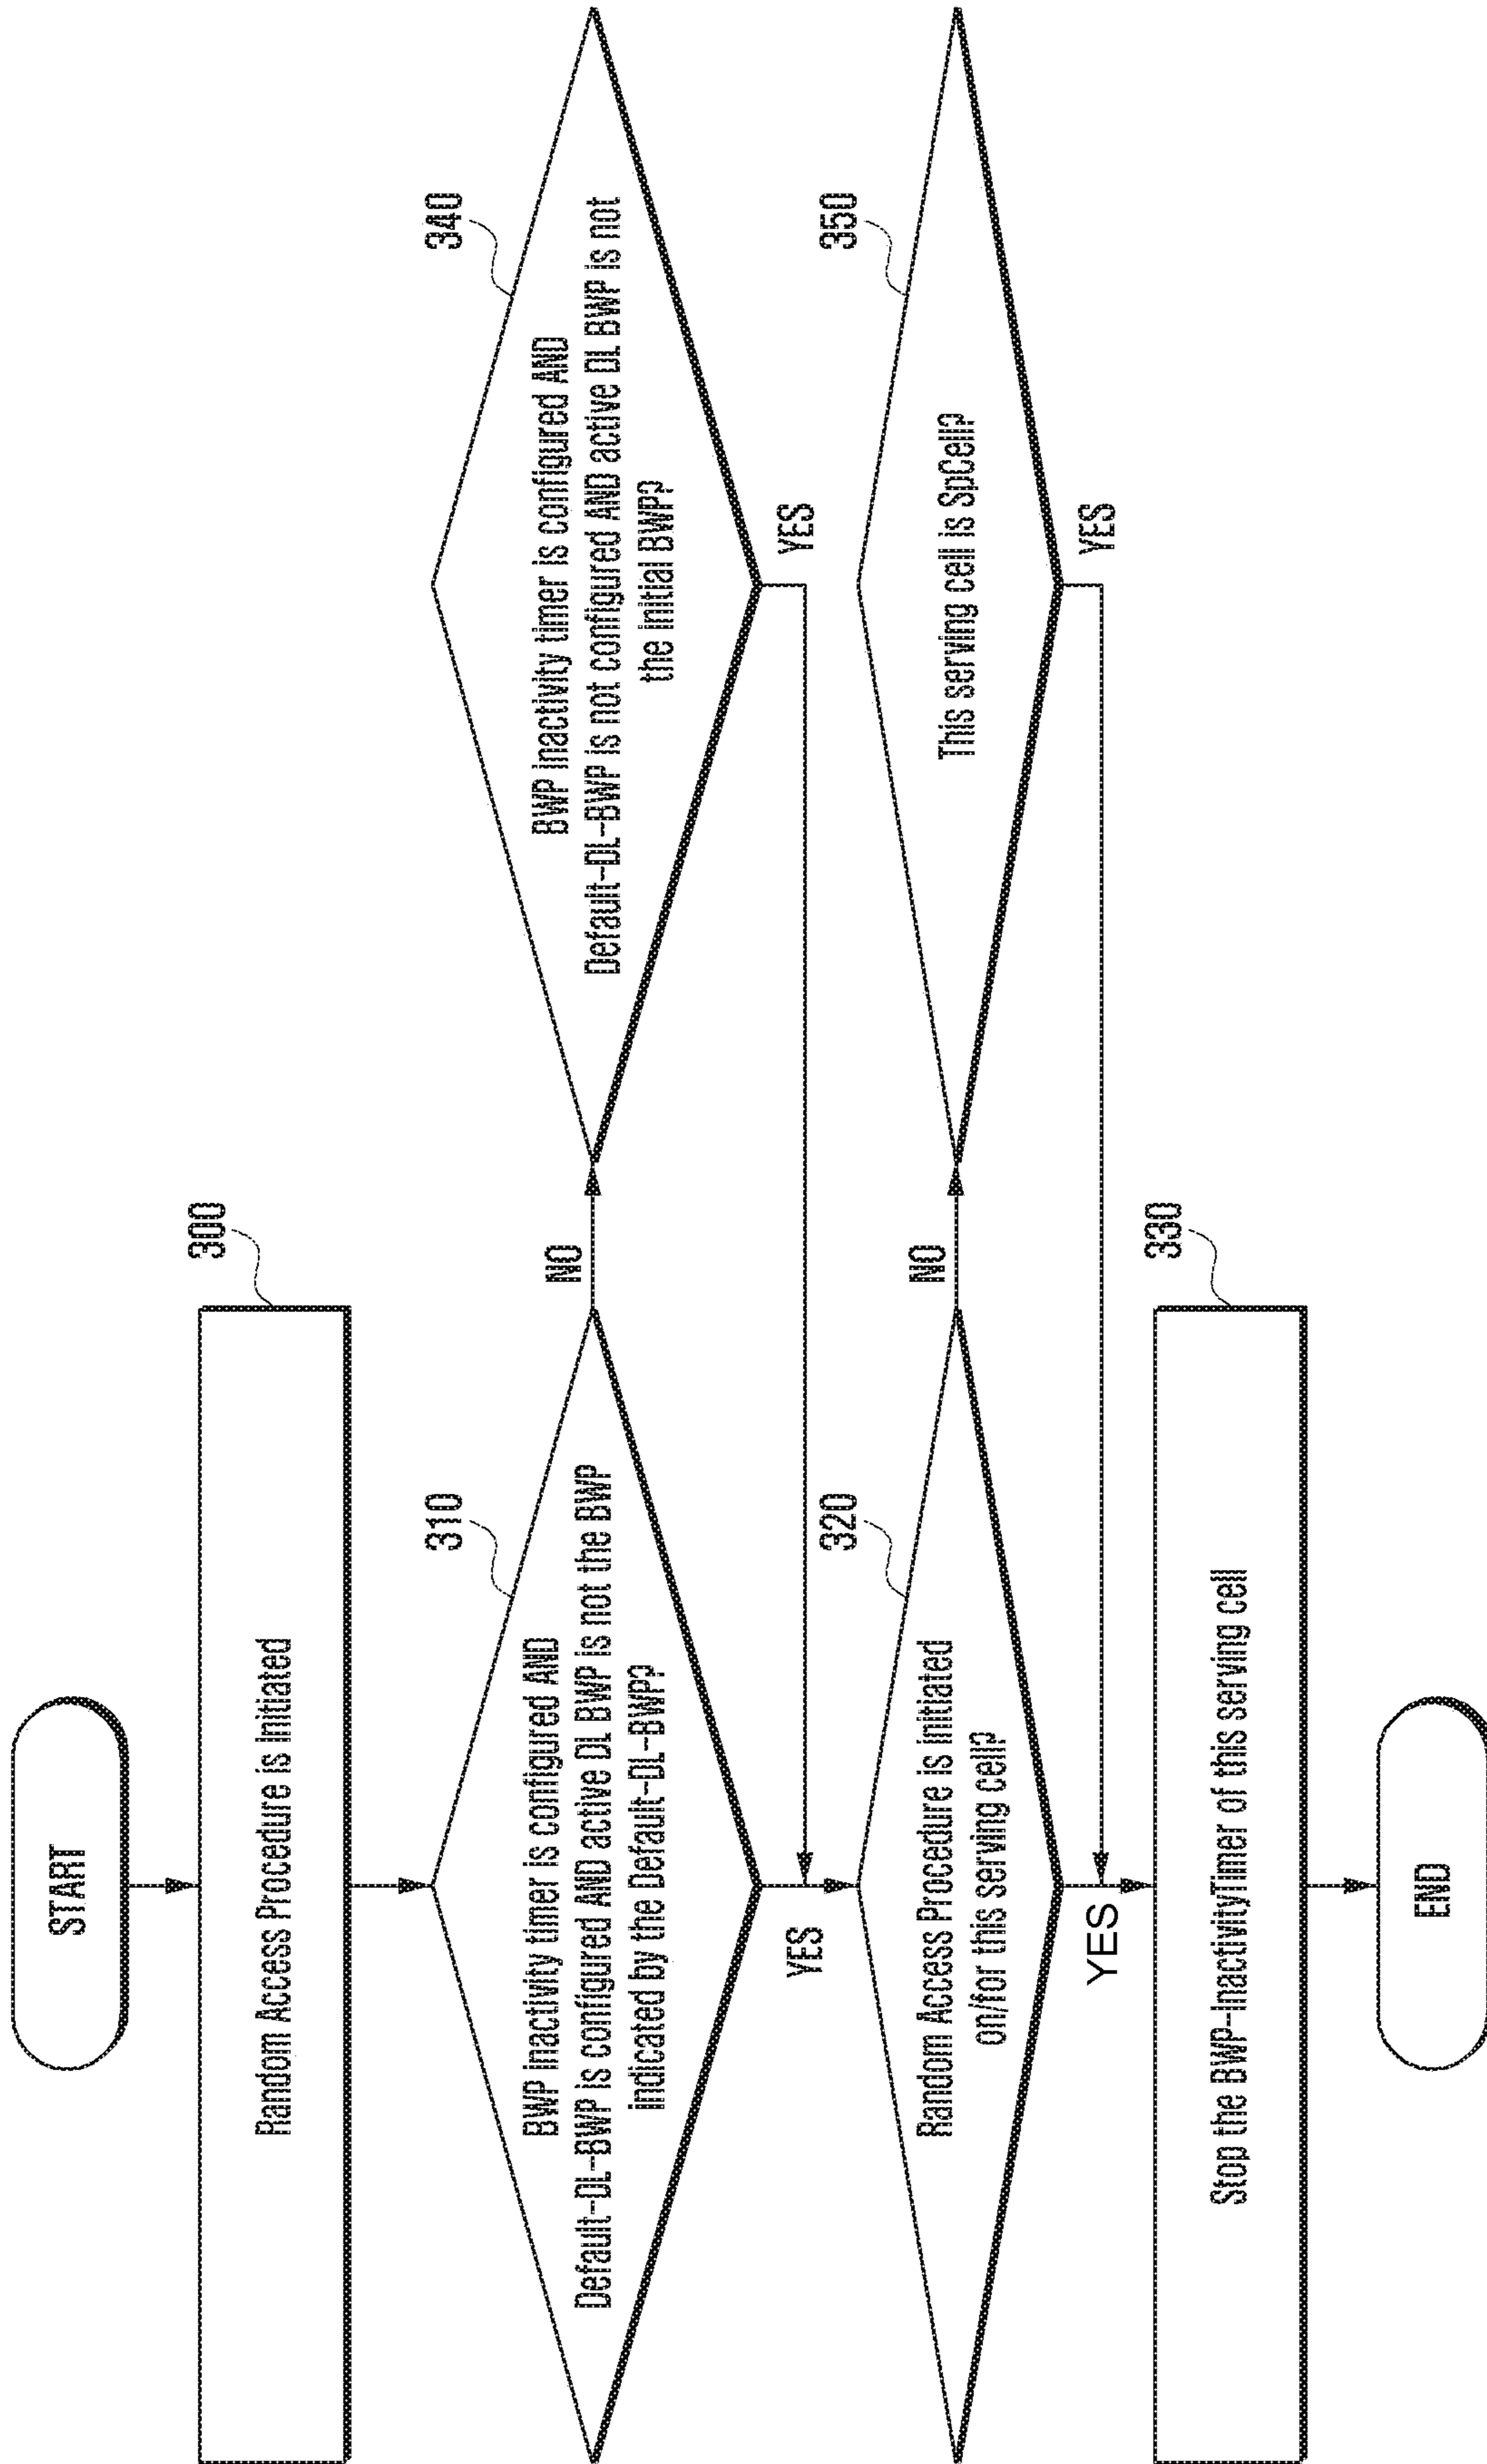 START
300
Random Access Procedure is Initiated
310
BWP inactivity timer is configured AND
Default-DL-BWP is configured AND active DL BWP is not the BWP
indicated by the Default-DL-BWP?
NO
340
BWP inactivity timer is configured AND
Default-DL-BWP is not configured AND active DL BWP is not
the initial BWP?
YES
YES
320
Random Access Procedure is initiated
on/for this serving cell?
NO
350
This serving cell is SpCell?
YES
YES
330
Stop the BWP-InactivityTimer of this serving cell
END